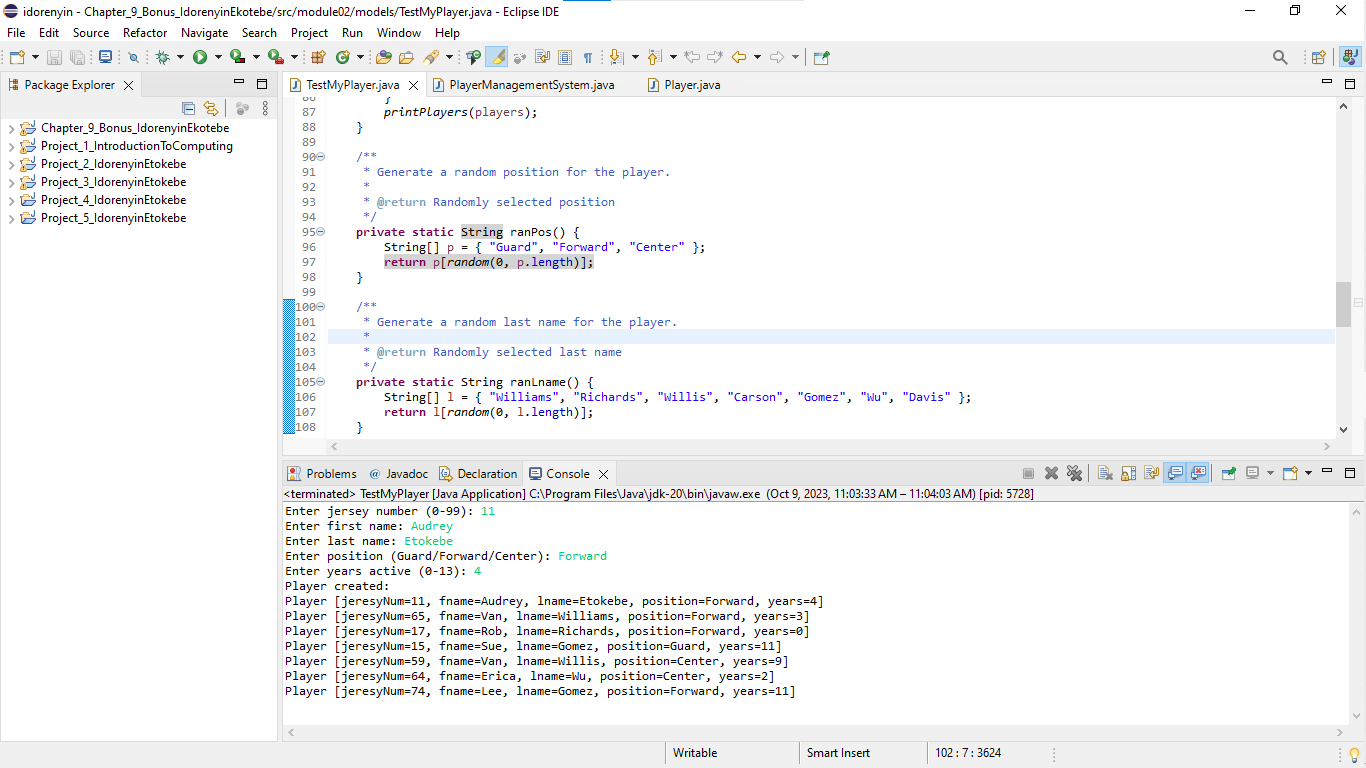 idorenyin - Chapter_9_Bonus_IdorenyinEkotebe/src/module02/models/TestMyPlayer.java - Eclipse IDE
File Edit Source Refactor Navigate Search Project Run Window Help
Package Explorer
Chapter_9_Bonus_IdorenyinEkotebe
Project_1_IntroductionToComputing
Project_2_IdorenyinEtokebe
Project_3_IdorenyinEtokebe
Project_4_IdorenyinEtokebe
Project_5_IdorenyinEtokebe
TestMyPlayer.java PlayerManagementSystem.java Player.java
86 }
87 printPlayers(players);
88 }
89
90 /**
91 * Generate a random position for the player.
92 *
93 * @return Randomly selected position
94 */
95 private static String ranPos() {
96 String[] p = { "Guard", "Forward", "Center" };
97 return p[random(0, p.length)];
98 }
99
100 /**
101 * Generate a random last name for the player.
102 *
103 * @return Randomly selected last name
104 */
105 private static String ranLname() {
106 String[] l = { "Williams", "Richards", "Willis", "Carson", "Gomez", "Wu", "Davis" };
107 return l[random(0, l.length)];
108 }
Problems @ Javadoc Declaration Console
<terminated> TestMyPlayer [Java Application] C:\Program Files\Java\jdk-20\bin\javaw.exe (Oct 9, 2023, 11:03:33 AM – 11:04:03 AM) [pid: 5728]
Enter jersey number (0-99): 11
Enter first name: Audrey
Enter last name: Etokebe
Enter position (Guard/Forward/Center): Forward
Enter years active (0-13): 4
Player created:
Player [jeresyNum=11, fname=Audrey, lname=Etokebe, position=Forward, years=4]
Player [jeresyNum=65, fname=Van, lname=Williams, position=Forward, years=3]
Player [jeresyNum=17, fname=Rob, lname=Richards, position=Forward, years=0]
Player [jeresyNum=15, fname=Sue, lname=Gomez, position=Guard, years=11]
Player [jeresyNum=59, fname=Van, lname=Willis, position=Center, years=9]
Player [jeresyNum=64, fname=Erica, lname=Wu, position=Center, years=2]
Player [jeresyNum=74, fname=Lee, lname=Gomez, position=Forward, years=11]
Writable Smart Insert 102 : 7 : 3624